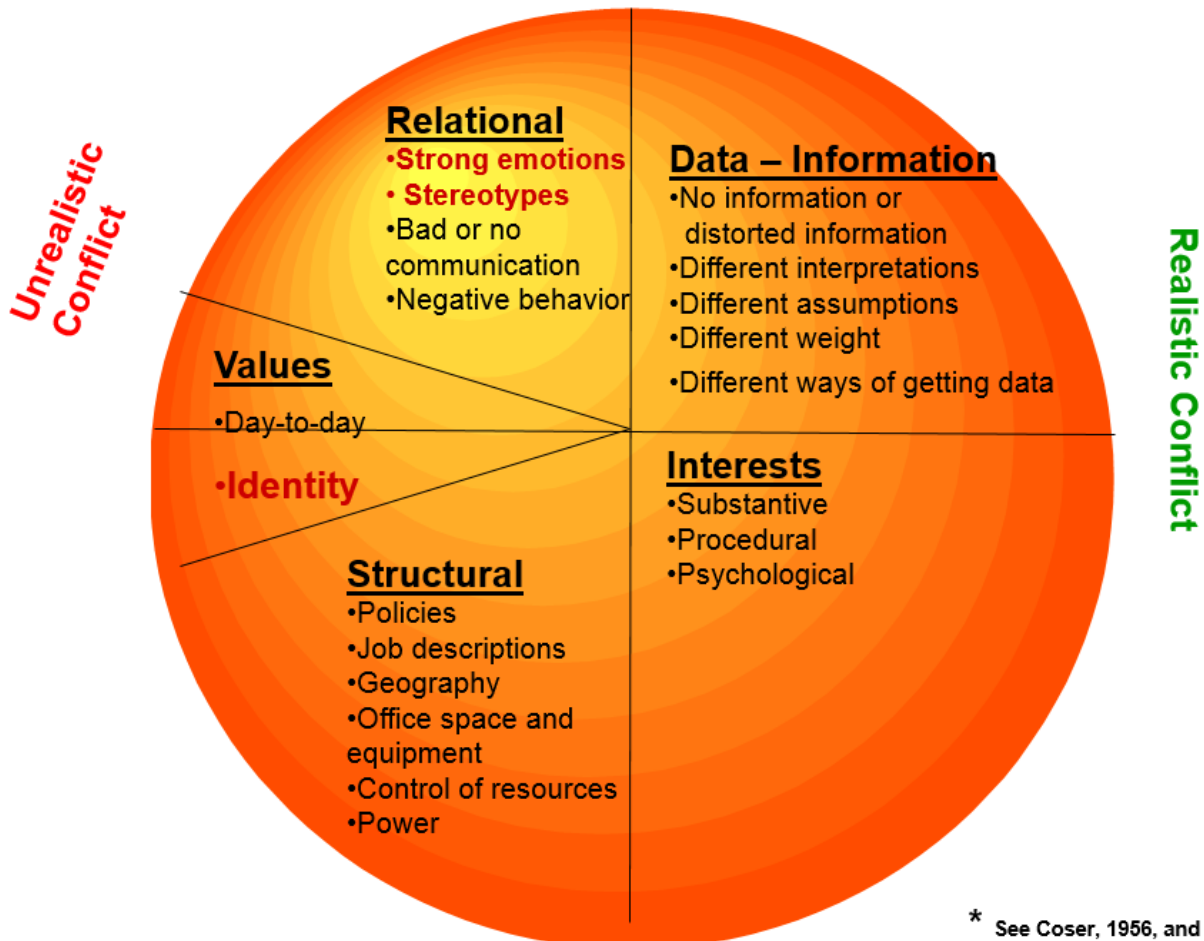 Unrealistic
Conflict
Relational
•Strong emotions
• Stereotypes
•Bad or no
communication
•Negative behavior
Data – Information
•No information or
distorted information
•Different interpretations
•Different assumptions
•Different weight
•Different ways of getting data
Realistic Conflict
Values
•Day-to-day
•Identity
Interests
•Substantive
•Procedural
•Psychological
Structural
•Policies
•Job descriptions
•Geography
•Office space and
equipment
•Control of resources
•Power
* See Coser, 1956, and